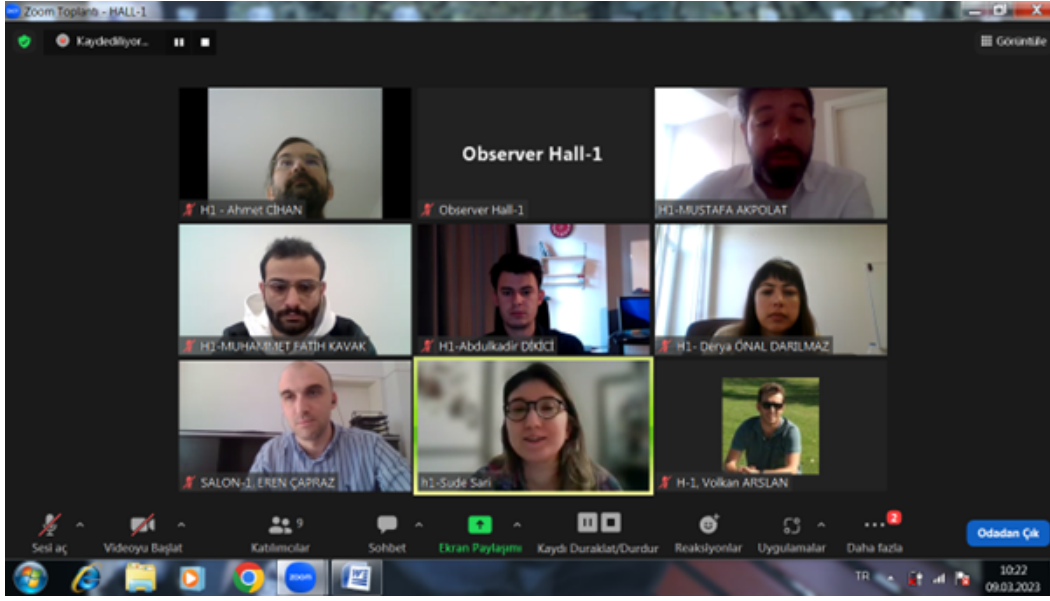 Zoom Toplantı - HALL-1
Kaydediliyor...
Görüntüle
H1 - Ahmet CİHAN
Observer Hall-1
Observer Hall-1
H1-MUSTAFA AKPOLAT
H1-MUHAMMET FATİH KAVAK
H1-Abdulkadir DİKİCİ
H1- Derya ÖNAL DARILMAZ
SALON-1, EREN ÇAPRAZ
h1-Sude Sari
H-1, Volkan ARSLAN
Sesi aç
Videoyu Başlat
9
Katılımcılar
Sohbet
Ekran Paylaşımı
Kaydı Duraklat/Durdur
Reaksiyonlar
Uygulamalar
2
Daha fazla
Odadan Çık
zoom
TR
10:22
09.03.2023